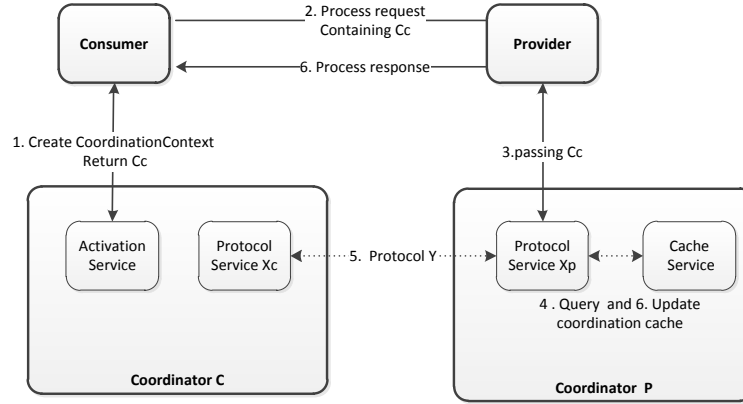 2. Process request
Containing Cc
Consumer
Provider
6. Process response
1. Create CoordinationContext
Return Cc
3.passing Cc
Activation
Service
Protocol
Service Xc
5.  Protocol Y
Protocol
Service Xp
Cache
Service
4 . Query  and 6. Update
coordination cache
Coordinator C
Coordinator  P